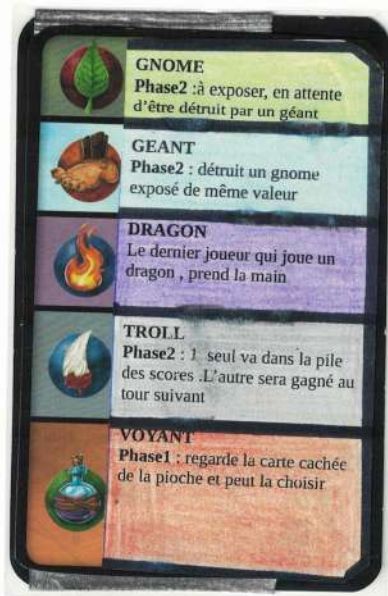 GNOME
Phase2 :à exposer, en attente
d'être détruit par un géant
GEANT
Phase2 : détruit un gnome
exposé de même valeur
DRAGON
Le dernier joueur qui joue un
dragon , prend la main
TROLL
Phase2 : 1 seul va dans la pile
des scores .L'autre sera gagné au
tour suivant
VOYANT
Phase1 : regarde la carte cachée
de la pioche et peut la choisir